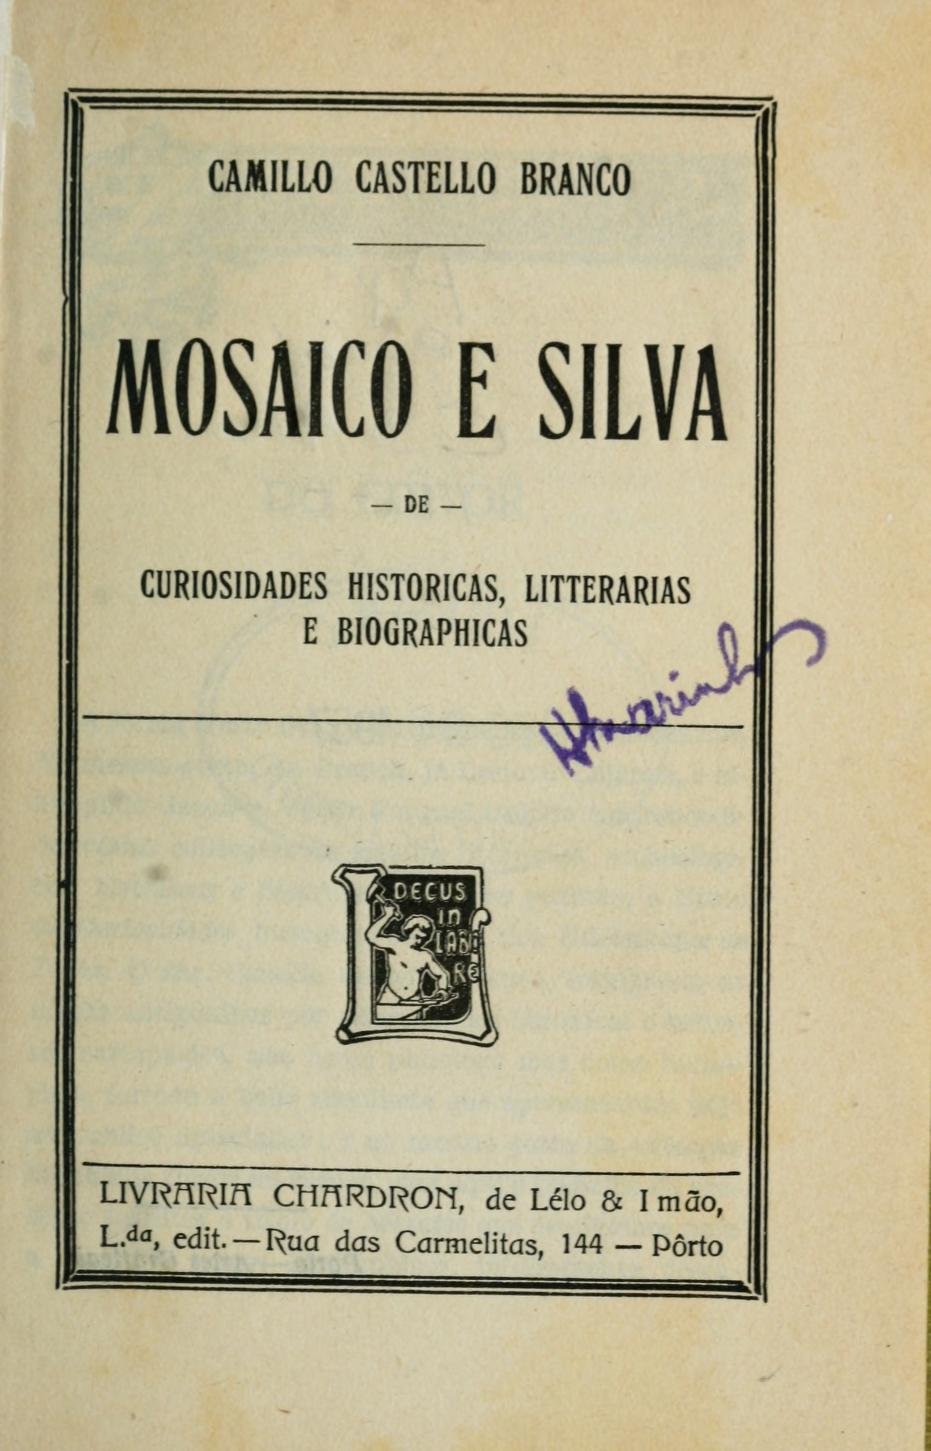 CAMILLO CASTELLO BRANCO
MOSAICO E SILVA
— DE —
CURIOSIDADES HISTORICAS, LITTERARIAS
E BIOGRAPHICAS
DECUS
in
LABO
RE
LIVRARIA CHARDRON, de Lélo & I mão,
L.da, edit. — Rua das Carmelitas, 144 — Pôrto